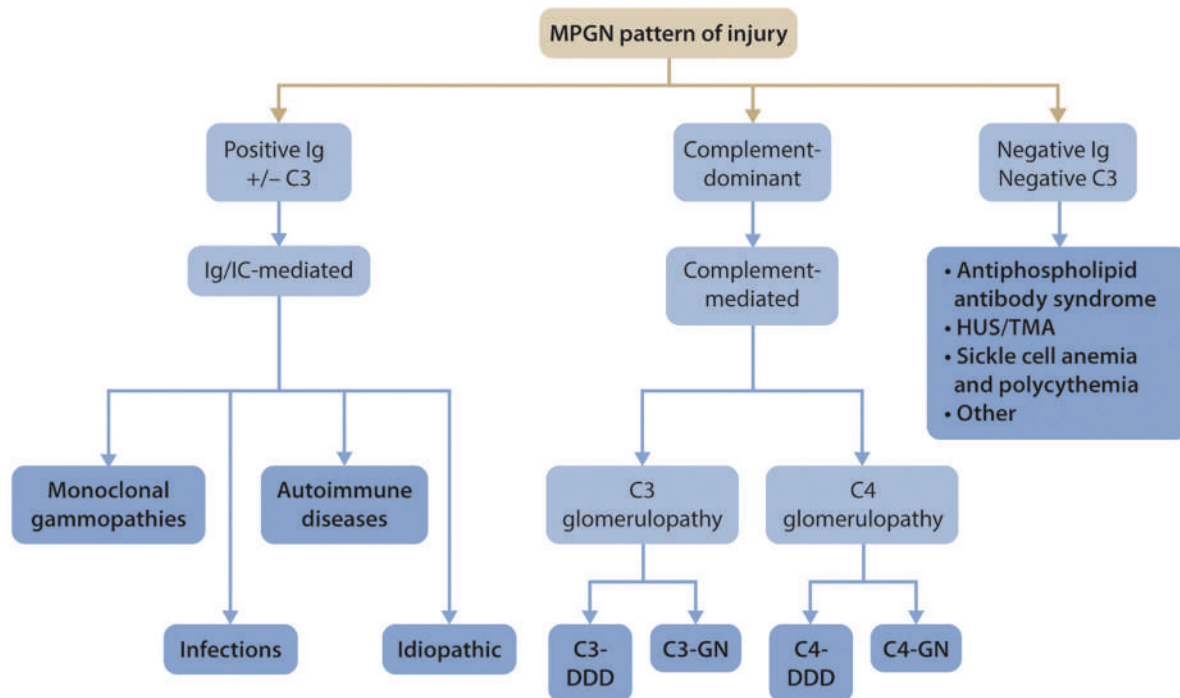 MPGN pattern of injury
Positive Ig
+/– C3
Complement-
dominant
Negative Ig
Negative C3
Ig/IC-mediated
Complement-
mediated
• Antiphospholipid
antibody syndrome
• HUS/TMA
• Sickle cell anemia
and polycythemia
• Other
Monoclonal
gammopathies
Autoimmune
diseases
C3
glomerulopathy
C4
glomerulopathy
Infections
Idiopathic
C3-
DDD
C3-GN
C4-
DDD
C4-GN